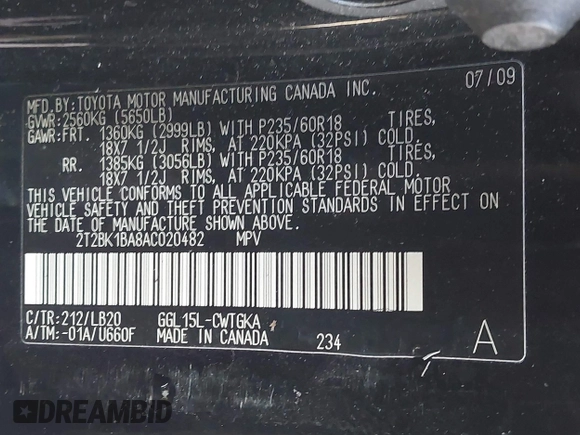 07/09
MFD.BY:TOYOTA MOTOR MANUFACTURING CANADA INC.
GVWR:2560KG (5650LB)
GAWR:FRT. 1360KG (2999LB) WITH P235/60R18 TIRES,
18X7 1/2J RIMS, AT 220KPA (32PSI) COLD.
RR. 1385KG (3056LB) WITH P235/60R18 TIRES,
18X7 1/2J RIMS, AT 220KPA (32PSI) COLD.
THIS VEHICLE CONFORMS TO ALL APPLICABLE FEDERAL MOTOR
VEHICLE SAFETY AND THEFT PREVENTION STANDARDS IN EFFECT ON
THE DATE OF MANUFACTURE SHOWN ABOVE.
2T2BK1BA8AC020482 MPV
C/TR:212/LB20 GGL15L-CWTGKA
A/TM:-01A/U660F MADE IN CANADA 234 A
DREAMBID